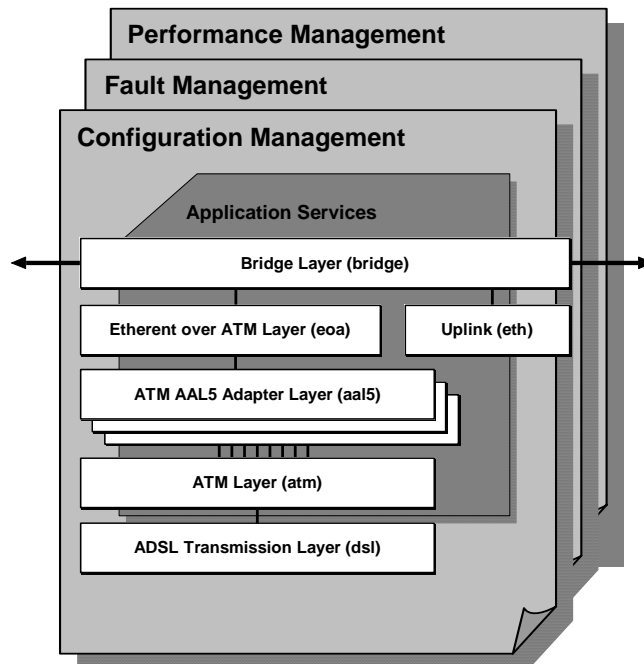 Performance Management
Fault Management
Configuration Management
Application Services
Bridge Layer (bridge)
Etherent over ATM Layer (eoa)
Uplink (eth)
ATM AAL5 Adapter Layer (aal5)
ATM Layer (atm)
ADSL Transmission Layer (dsl)